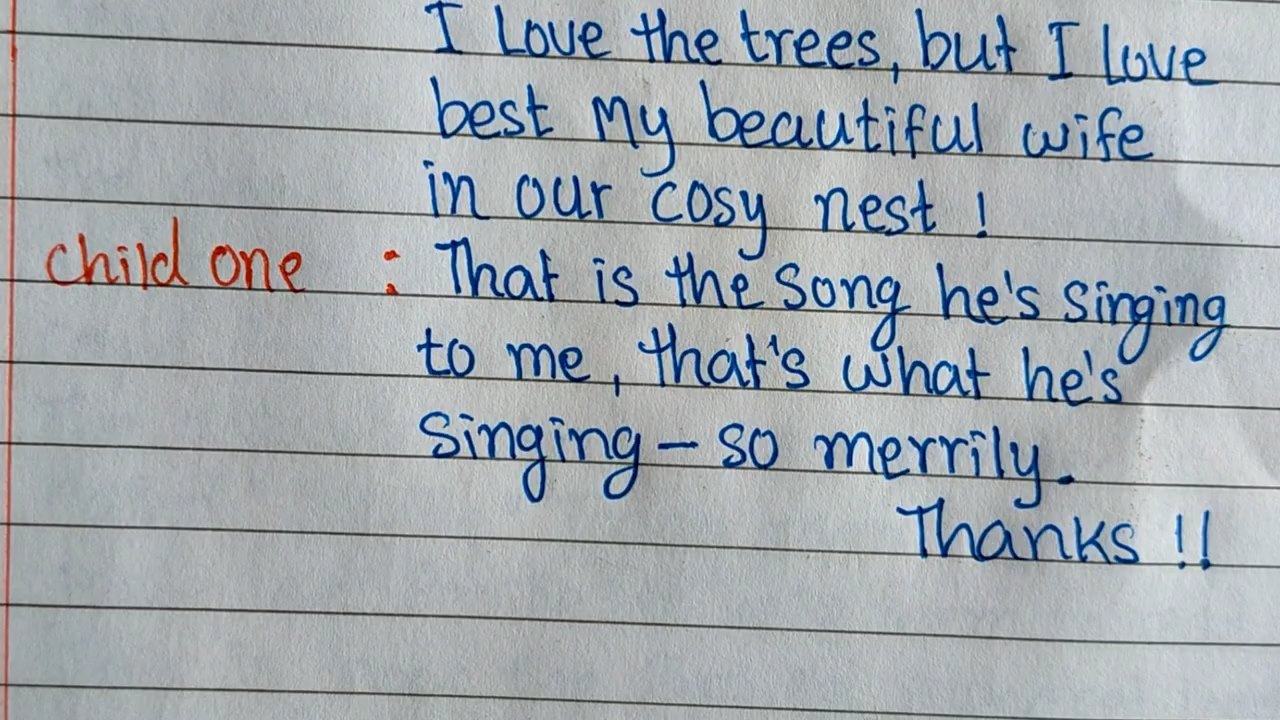 I Love the trees, but I love
best My beautiful wife
in our cosy nest !
child one : That is the song he's singing
to me, that's what he's
singing – so merrily.
Thanks !!